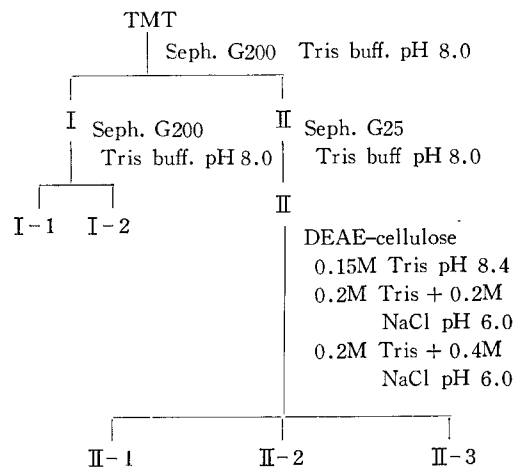 TMT
Seph. G200 Tris buff. pH 8.0
I Seph. G200
Tris buff. pH 8.0
II Seph. G25
Tris buff pH 8.0
I-1 I-2
II
DEAE-cellulose
0.15M Tris pH 8.4
0.2M Tris + 0.2M
NaCl pH 6.0
0.2M Tris + 0.4M
NaCl pH 6.0
II-1 II-2 II-3